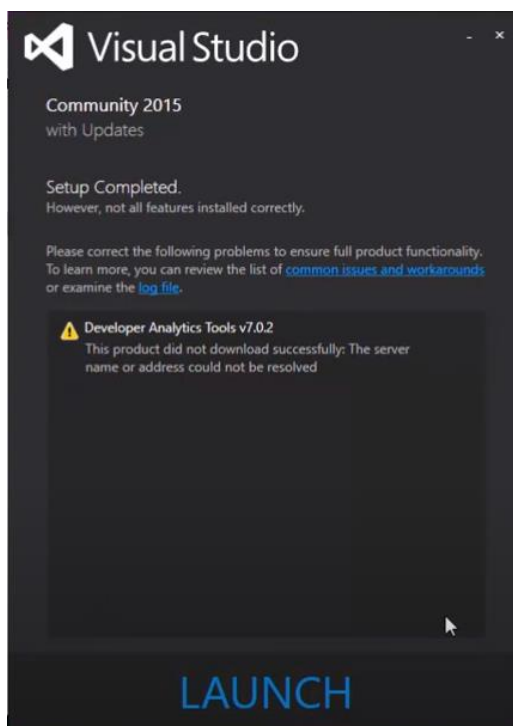 Visual Studio
Community 2015
with Updates
Setup Completed.
However, not all features installed correctly.
Please correct the following problems to ensure full product functionality.
To learn more, you can review the list of common issues and workarounds
or examine the log file.
Developer Analytics Tools v7.0.2
This product did not download successfully: The server
name or address could not be resolved
LAUNCH